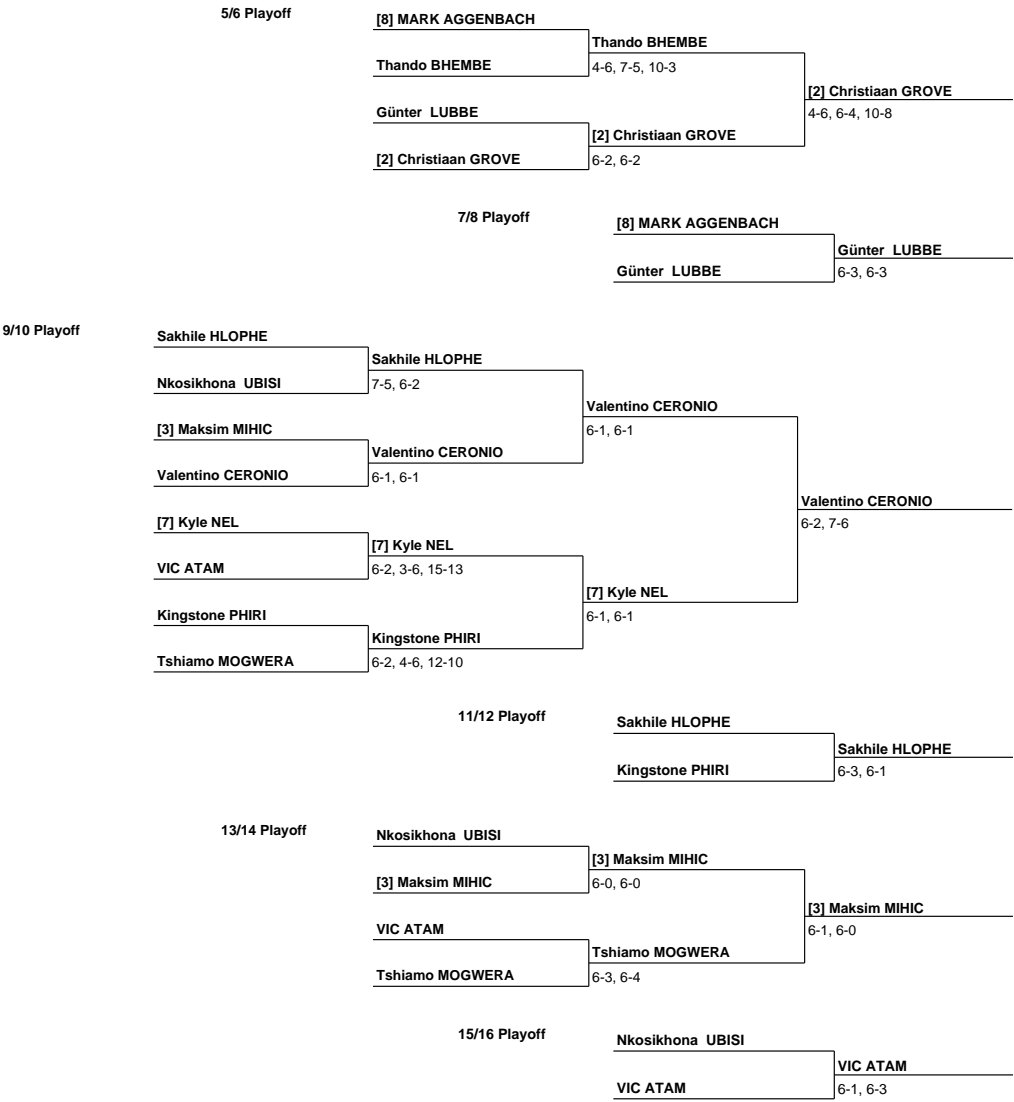 5/6 Playoff
[8] MARK AGGENBACH
Thando BHEMBE
Thando BHEMBE
4-6, 7-5, 10-3
[2] Christiaan GROVE
Günter LUBBE
4-6, 6-4, 10-8
[2] Christiaan GROVE
[2] Christiaan GROVE
6-2, 6-2
7/8 Playoff
[8] MARK AGGENBACH
Günter LUBBE
Günter LUBBE
6-3, 6-3
9/10 Playoff
Sakhile HLOPHE
Sakhile HLOPHE
Nkosikhona UBISI
7-5, 6-2
Valentino CERONIO
[3] Maksim MIHIC
6-1, 6-1
Valentino CERONIO
Valentino CERONIO
6-1, 6-1
Valentino CERONIO
[7] Kyle NEL
6-2, 7-6
[7] Kyle NEL
VIC ATAM
6-2, 3-6, 15-13
[7] Kyle NEL
Kingstone PHIRI
6-1, 6-1
Kingstone PHIRI
Tshiamo MOGWERA
6-2, 4-6, 12-10
11/12 Playoff
Sakhile HLOPHE
Sakhile HLOPHE
Kingstone PHIRI
6-3, 6-1
13/14 Playoff
Nkosikhona UBISI
[3] Maksim MIHIC
[3] Maksim MIHIC
6-0, 6-0
[3] Maksim MIHIC
VIC ATAM
6-1, 6-0
Tshiamo MOGWERA
Tshiamo MOGWERA
6-3, 6-4
15/16 Playoff
Nkosikhona UBISI
VIC ATAM
VIC ATAM
6-1, 6-3